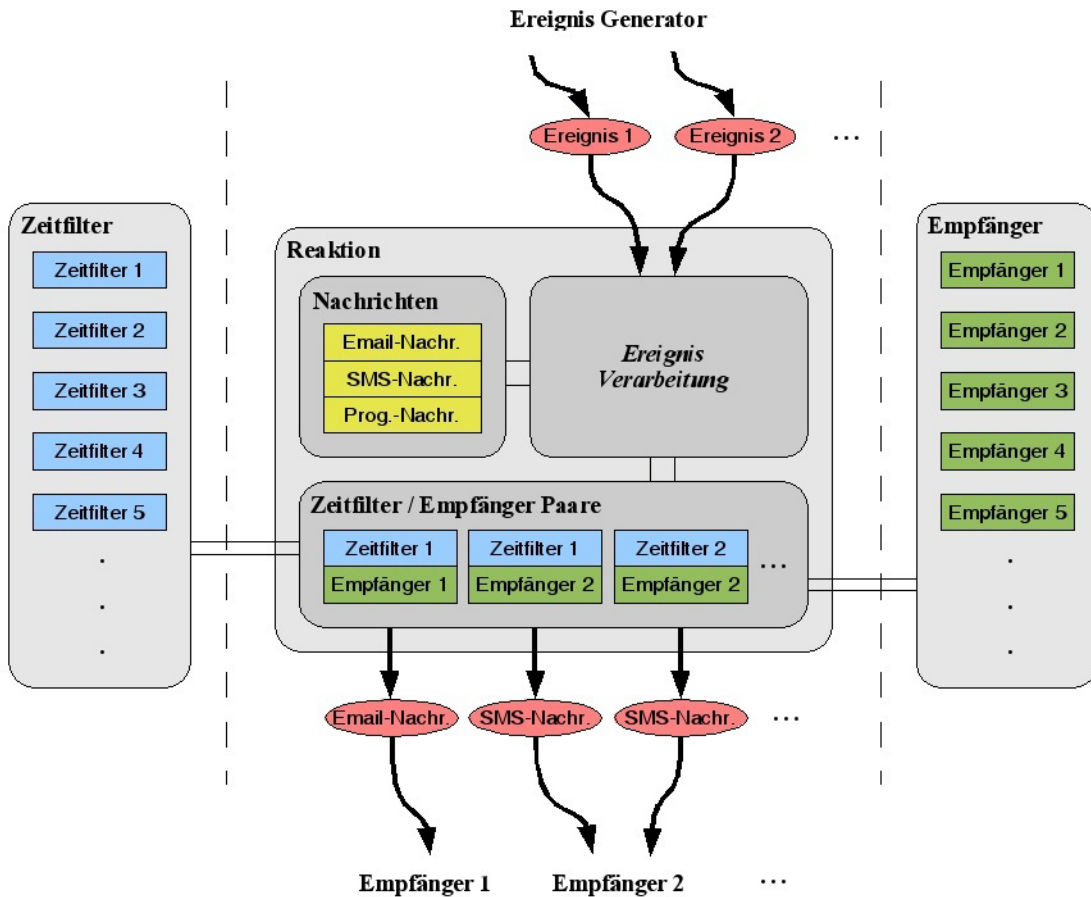 Ereignis Generator
Ereignis 1
Ereignis 2
...
Zeitfilter
Zeitfilter 1
Zeitfilter 2
Zeitfilter 3
Zeitfilter 4
Zeitfilter 5
.
.
.
Reaktion
Nachrichten
Email-Nachr.
SMS-Nachr.
Prog.-Nachr.
Ereignis
Verarbeitung
Zeitfilter / Empfänger Paare
Zeitfilter 1
Empfänger 1
Zeitfilter 1
Empfänger 2
Zeitfilter 2
Empfänger 2
...
Empfänger
Empfänger 1
Empfänger 2
Empfänger 3
Empfänger 4
Empfänger 5
.
.
.
Email-Nachr.
SMS-Nachr.
SMS-Nachr.
...
Empfänger 1
Empfänger 2
...